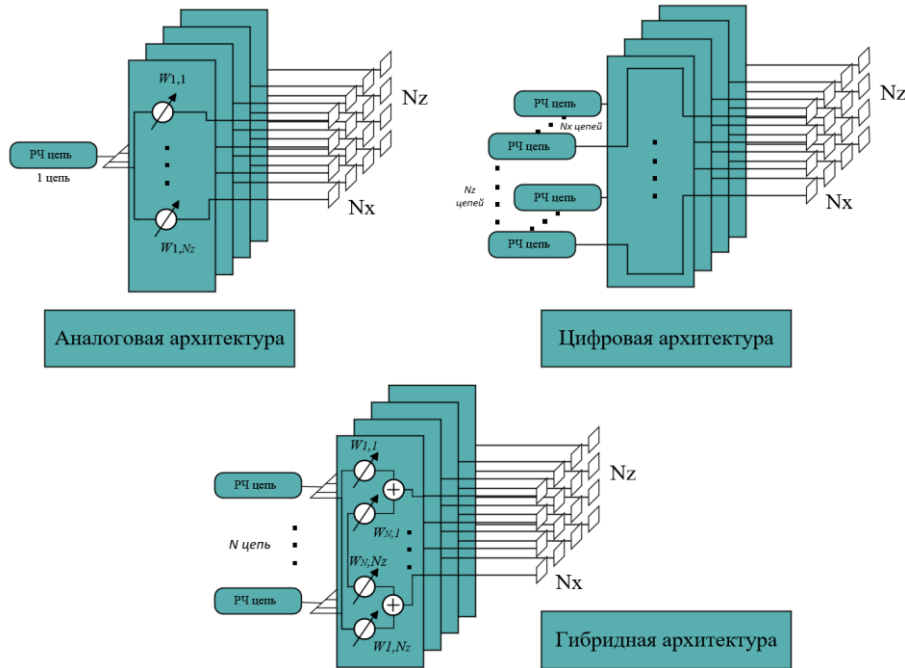 W1,1
Nz
РЧ цепь
1 цепь
Nx
W1,Nz
Аналоговая архитектура
Nz
РЧ цепь
Nx цепей
РЧ цепь
Nz
цепей
РЧ цепь
Nx
РЧ цепь
Цифровая архитектура
W1,1
Nz
РЧ цепь
WN,1
N цепь
WN,Nz
Nx
РЧ цепь
W1,Nz
Гибридная архитектура